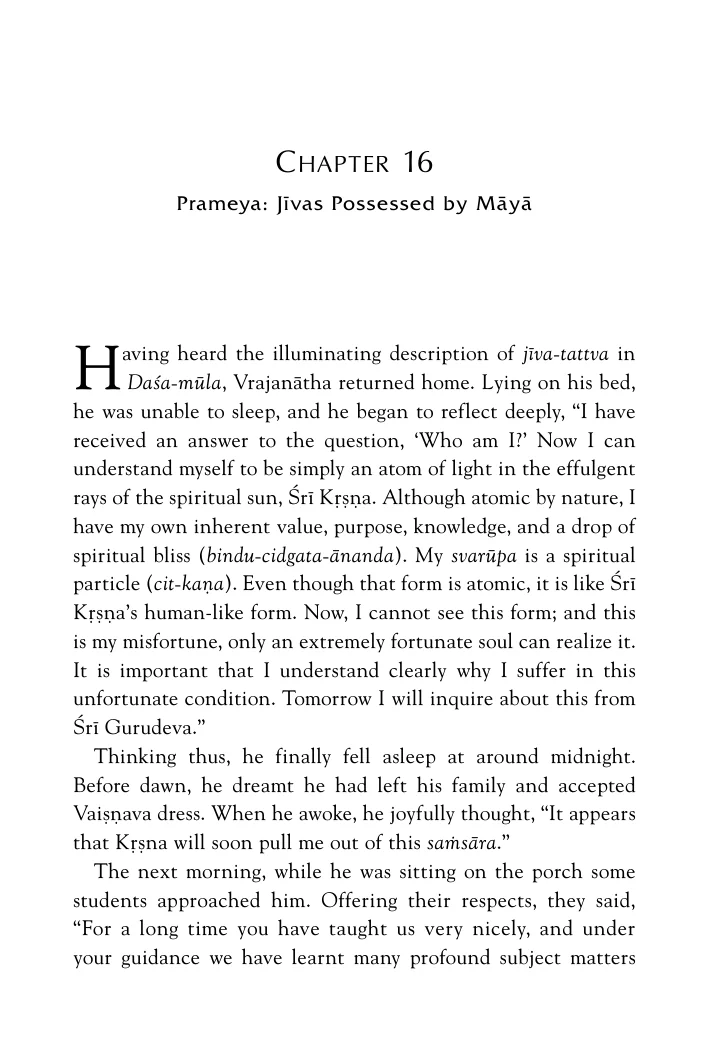 CHAPTER 16
Prameya: Jīvas Possessed by Māyā
Having heard the illuminating description of jīva-tattva in
Daśa-mūla, Vrajanātha returned home. Lying on his bed,
he was unable to sleep, and he began to reflect deeply, “I have
received an answer to the question, ‘Who am I?’ Now I can
understand myself to be simply an atom of light in the effulgent
rays of the spiritual sun, Śrī Kṛṣṇa. Although atomic by nature, I
have my own inherent value, purpose, knowledge, and a drop of
spiritual bliss (bindu-cidgata-ānanda). My svarūpa is a spiritual
particle (cit-kaṇa). Even though that form is atomic, it is like Śrī
Kṛṣṇa’s human-like form. Now, I cannot see this form; and this
is my misfortune, only an extremely fortunate soul can realize it.
It is important that I understand clearly why I suffer in this
unfortunate condition. Tomorrow I will inquire about this from
Śrī Gurudeva.”
Thinking thus, he finally fell asleep at around midnight.
Before dawn, he dreamt he had left his family and accepted
Vaiṣṇava dress. When he awoke, he joyfully thought, “It appears
that Kṛṣna will soon pull me out of this saṁsāra.”
The next morning, while he was sitting on the porch some
students approached him. Offering their respects, they said,
“For a long time you have taught us very nicely, and under
your guidance we have learnt many profound subject matters